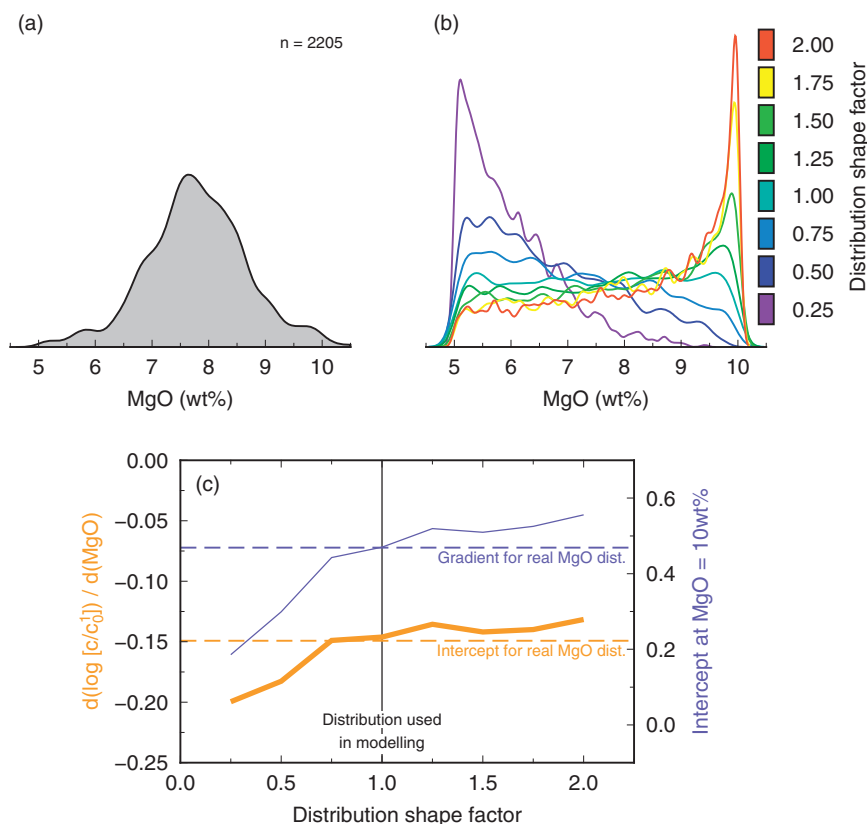 (a)
n = 2205
5 6 7 8 9 10
MgO (wt%)
(b)
5 6 7 8 9 10
MgO (wt%)
2.00
1.75
1.50
1.25
1.00
0.75
0.50
0.25
Distribution shape factor
(c)
0.00
−0.05
−0.10
−0.15
−0.20
−0.25
d(log [c/c₀¹]) / d(MgO)
0.6
0.4
0.2
0.0
Intercept at MgO = 10wt%
Gradient for real MgO dist.
Intercept for real MgO dist.
Distribution used
in modelling
0.0 0.5 1.0 1.5 2.0
Distribution shape factor